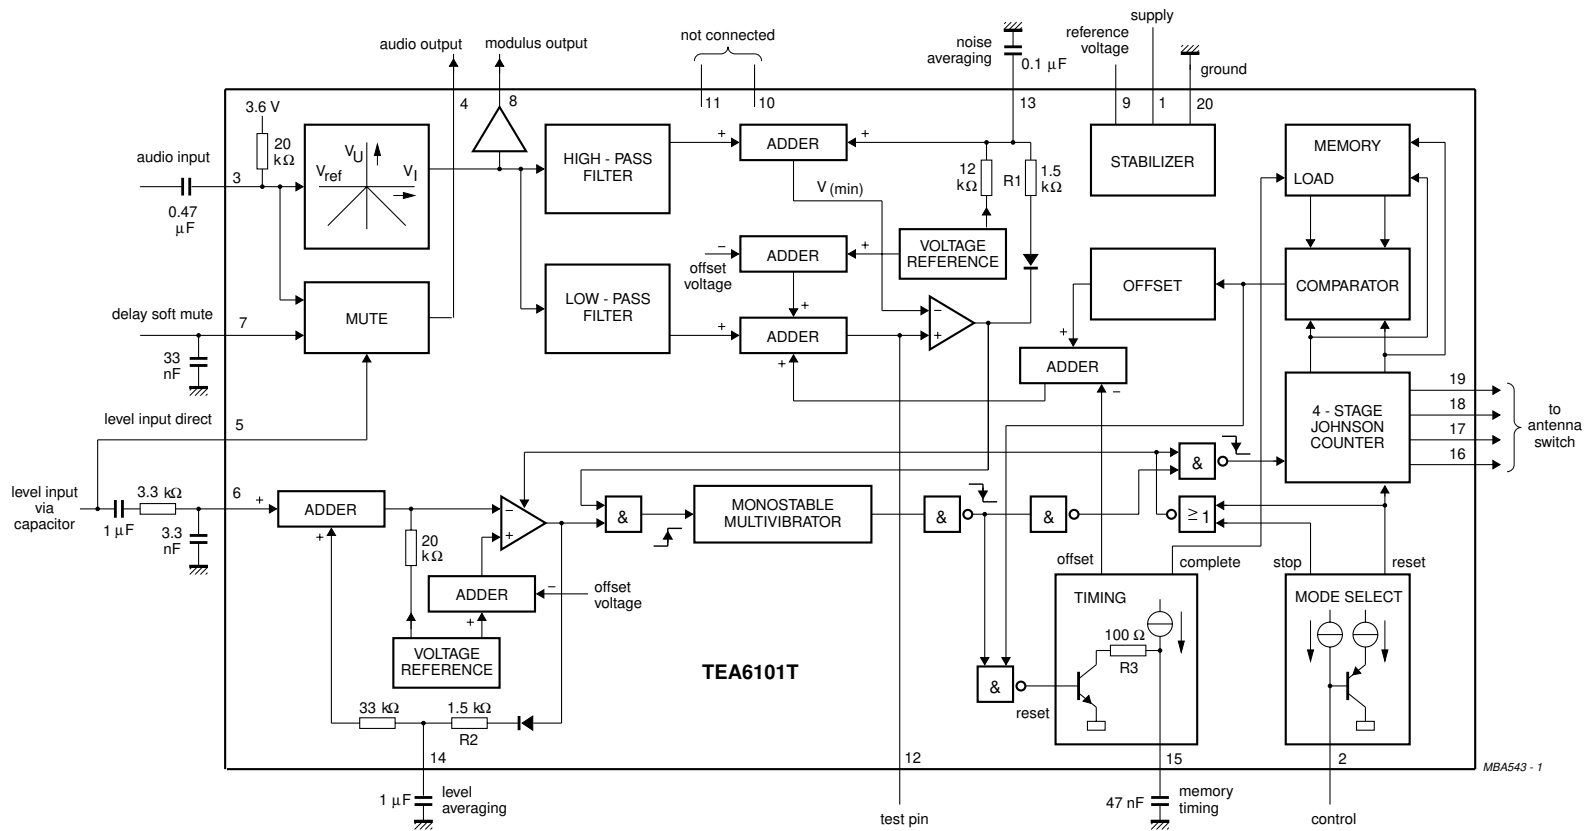 supply
reference
voltage
ground
not connected
noise
averaging
0.1 µF
audio output
modulus output
4
8
11
10
13
9
1
20
3.6 V
20
kΩ
audio input
3
0.47
µF
V U
V ref
V I
HIGH - PASS
FILTER
+
ADDER
+
12
kΩ
R1
1.5
kΩ
STABILIZER
MEMORY
LOAD
V (min)
−
offset
voltage
ADDER
+
VOLTAGE
REFERENCE
OFFSET
COMPARATOR
delay soft mute
7
33
nF
MUTE
LOW - PASS
FILTER
+
+
ADDER
+
−
+
+
ADDER
−
level input direct
5
4 - STAGE
JOHNSON
COUNTER
19
18
17
16
to
antenna
switch
level input
via
capacitor
1 µF
3.3 kΩ
3.3
nF
6
+
ADDER
+
20
kΩ
−
+
&
MONOSTABLE
MULTIVIBRATOR
&
&
&
≥ 1
ADDER
−
offset
voltage
+
VOLTAGE
REFERENCE
offset
complete
stop
reset
TIMING
100 Ω
R3
MODE SELECT
&
reset
TEA6101T
33 kΩ
1.5 kΩ
R2
14
12
15
2
MBA543 - 1
1 µF
level
averaging
test pin
47 nF
memory
timing
control